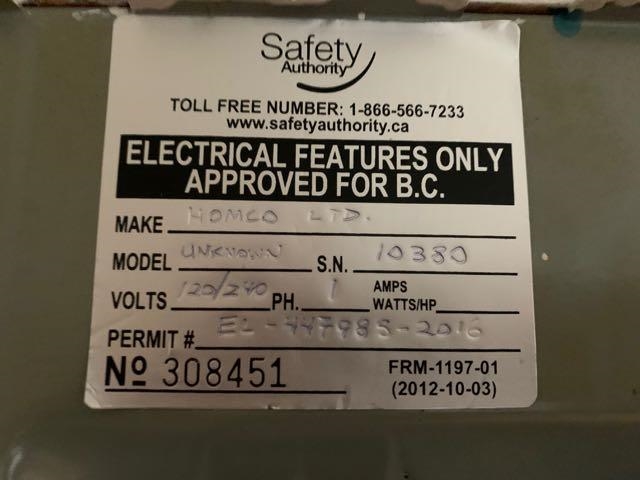 Safety
Authority
TOLL FREE NUMBER: 1-866-566-7233
www.safetyauthority.ca
ELECTRICAL FEATURES ONLY
APPROVED FOR B.C.
MAKE HOMCO LTD.
MODEL UNKNOWN S.N. 10380
VOLTS 120/240 PH. 1 AMPS
WATTS/HP
PERMIT # EL-447985-2016
Nº 308451 FRM-1197-01
(2012-10-03)